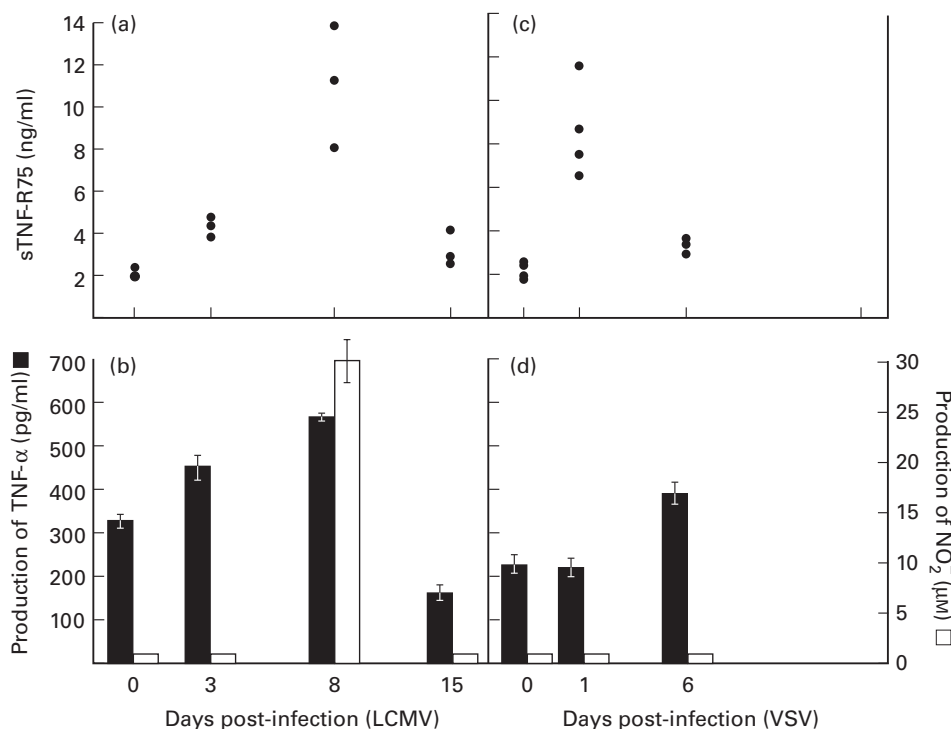 (a)
(c)
sTNF-R75 (ng/ml)
14
12
10
8
6
4
2
(b)
(d)
Production of TNF-α (pg/ml)
700
600
500
400
300
200
100
30
25
20
15
10
5
0
Production of NO₂⁻ (μM)
0 3 8 15
0 1 6
Days post-infection (LCMV)
Days post-infection (VSV)